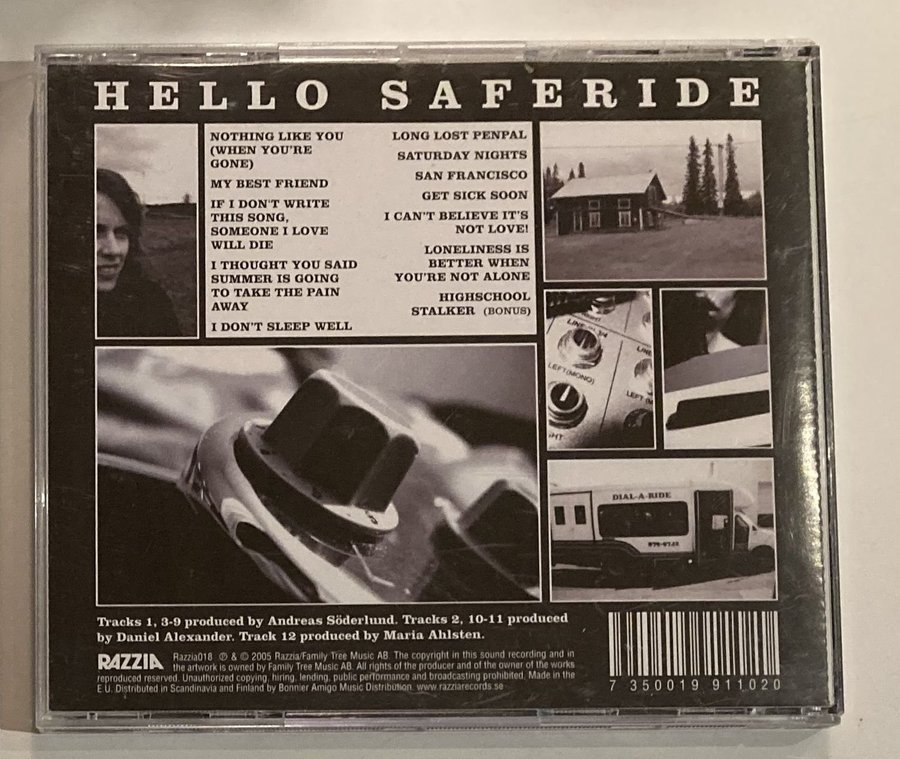 HELLO SAFERIDE
NOTHING LIKE YOU
(WHEN YOU'RE
GONE)
MY BEST FRIEND
IF I DON'T WRITE
THIS SONG,
SOMEONE I LOVE
WILL DIE
I THOUGHT YOU SAID
SUMMER IS GOING
TO TAKE THE PAIN
AWAY
I DON'T SLEEP WELL
LONG LOST PENPAL
SATURDAY NIGHTS
SAN FRANCISCO
GET SICK SOON
I CAN'T BELIEVE IT'S
NOT LOVE!
LONELINESS IS
BETTER WHEN
YOU'RE NOT ALONE
HIGHSCHOOL
STALKER (BONUS)
LEFT(MONO)
LEFT
DIAL-A-RIDE
Tracks 1, 3-9 produced by Andreas Söderlund. Tracks 2, 10-11 produced
by Daniel Alexander. Track 12 produced by Maria Ahlsten.
RAZZIA
Razzia018 ℗ & © 2005 Razzia/Family Tree Music AB. The copyright in this sound recording and in
the artwork is owned by Family Tree Music AB. All rights of the producer and of the owner of the works
reproduced reserved. Unauthorized copying, hiring, lending, public performance and broadcasting prohibited. Made in the
E U. Distributed in Scandinavia and Finland by Bonnier Amigo Music Distribution. www.razziarecords.se
7 350019 911020